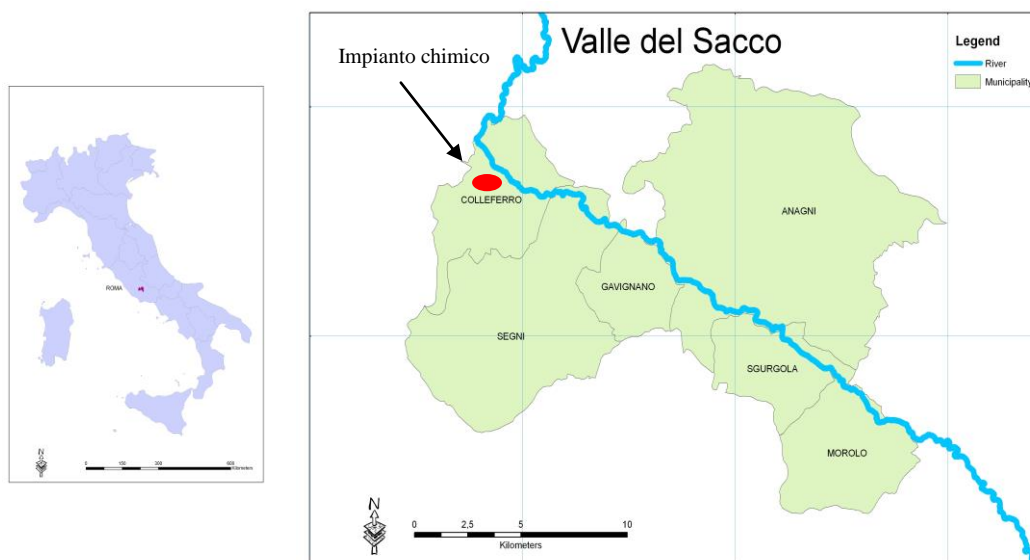 Impianto chimico
Valle del Sacco
Legend
River
Municipality
COLLEFERRO
ANAGNI
GAVIGNANO
SEGNI
SGURGOLA
MOROLO
N
0 2,5 5 10
Kilometers
ROMA
Kilometers